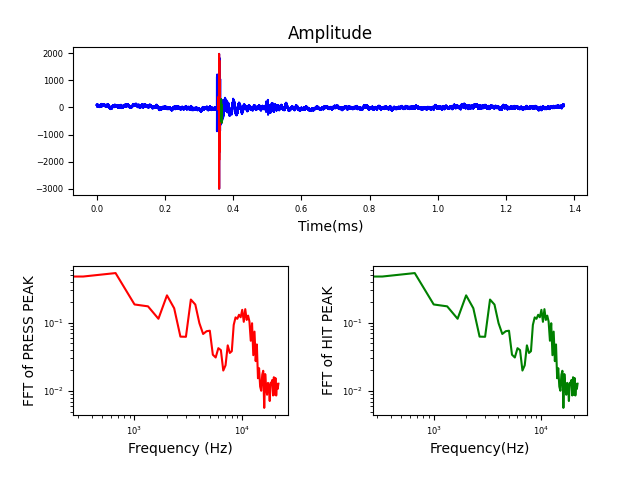 Amplitude
2000
1000
0
−1000
−2000
−3000
0.0 0.2 0.4 0.6 0.8 1.0 1.2 1.4
Time(ms)
FFT of PRESS PEAK
10⁻¹
10⁻²
10³ 10⁴
Frequency (Hz)
FFT of HIT PEAK
10⁻¹
10⁻²
10³ 10⁴
Frequency(Hz)